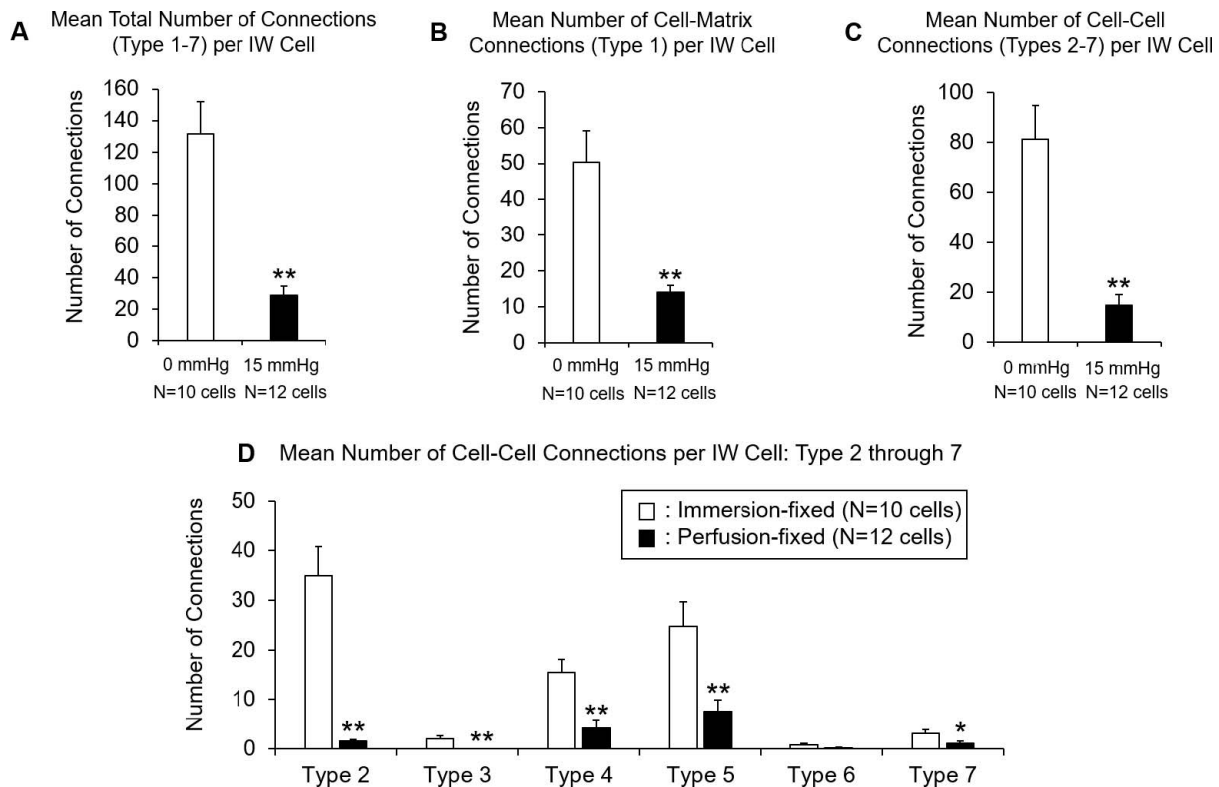 A
Mean Total Number of Connections
(Type 1-7) per IW Cell
Number of Connections
160
140
120
100
80
60
40
20
0
**
0 mmHg 15 mmHg
N=10 cells N=12 cells
B
Mean Number of Cell-Matrix
Connections (Type 1) per IW Cell
Number of Connections
70
60
50
40
30
20
10
0
**
0 mmHg 15 mmHg
N=10 cells N=12 cells
C
Mean Number of Cell-Cell
Connections (Types 2-7) per IW Cell
Number of Connections
100
80
60
40
20
0
**
0 mmHg 15 mmHg
N=10 cells N=12 cells
D Mean Number of Cell-Cell Connections per IW Cell: Type 2 through 7
Number of Connections
50
40
30
20
10
0
: Immersion-fixed (N=10 cells)
: Perfusion-fixed (N=12 cells)
** ** ** ** *
Type 2 Type 3 Type 4 Type 5 Type 6 Type 7